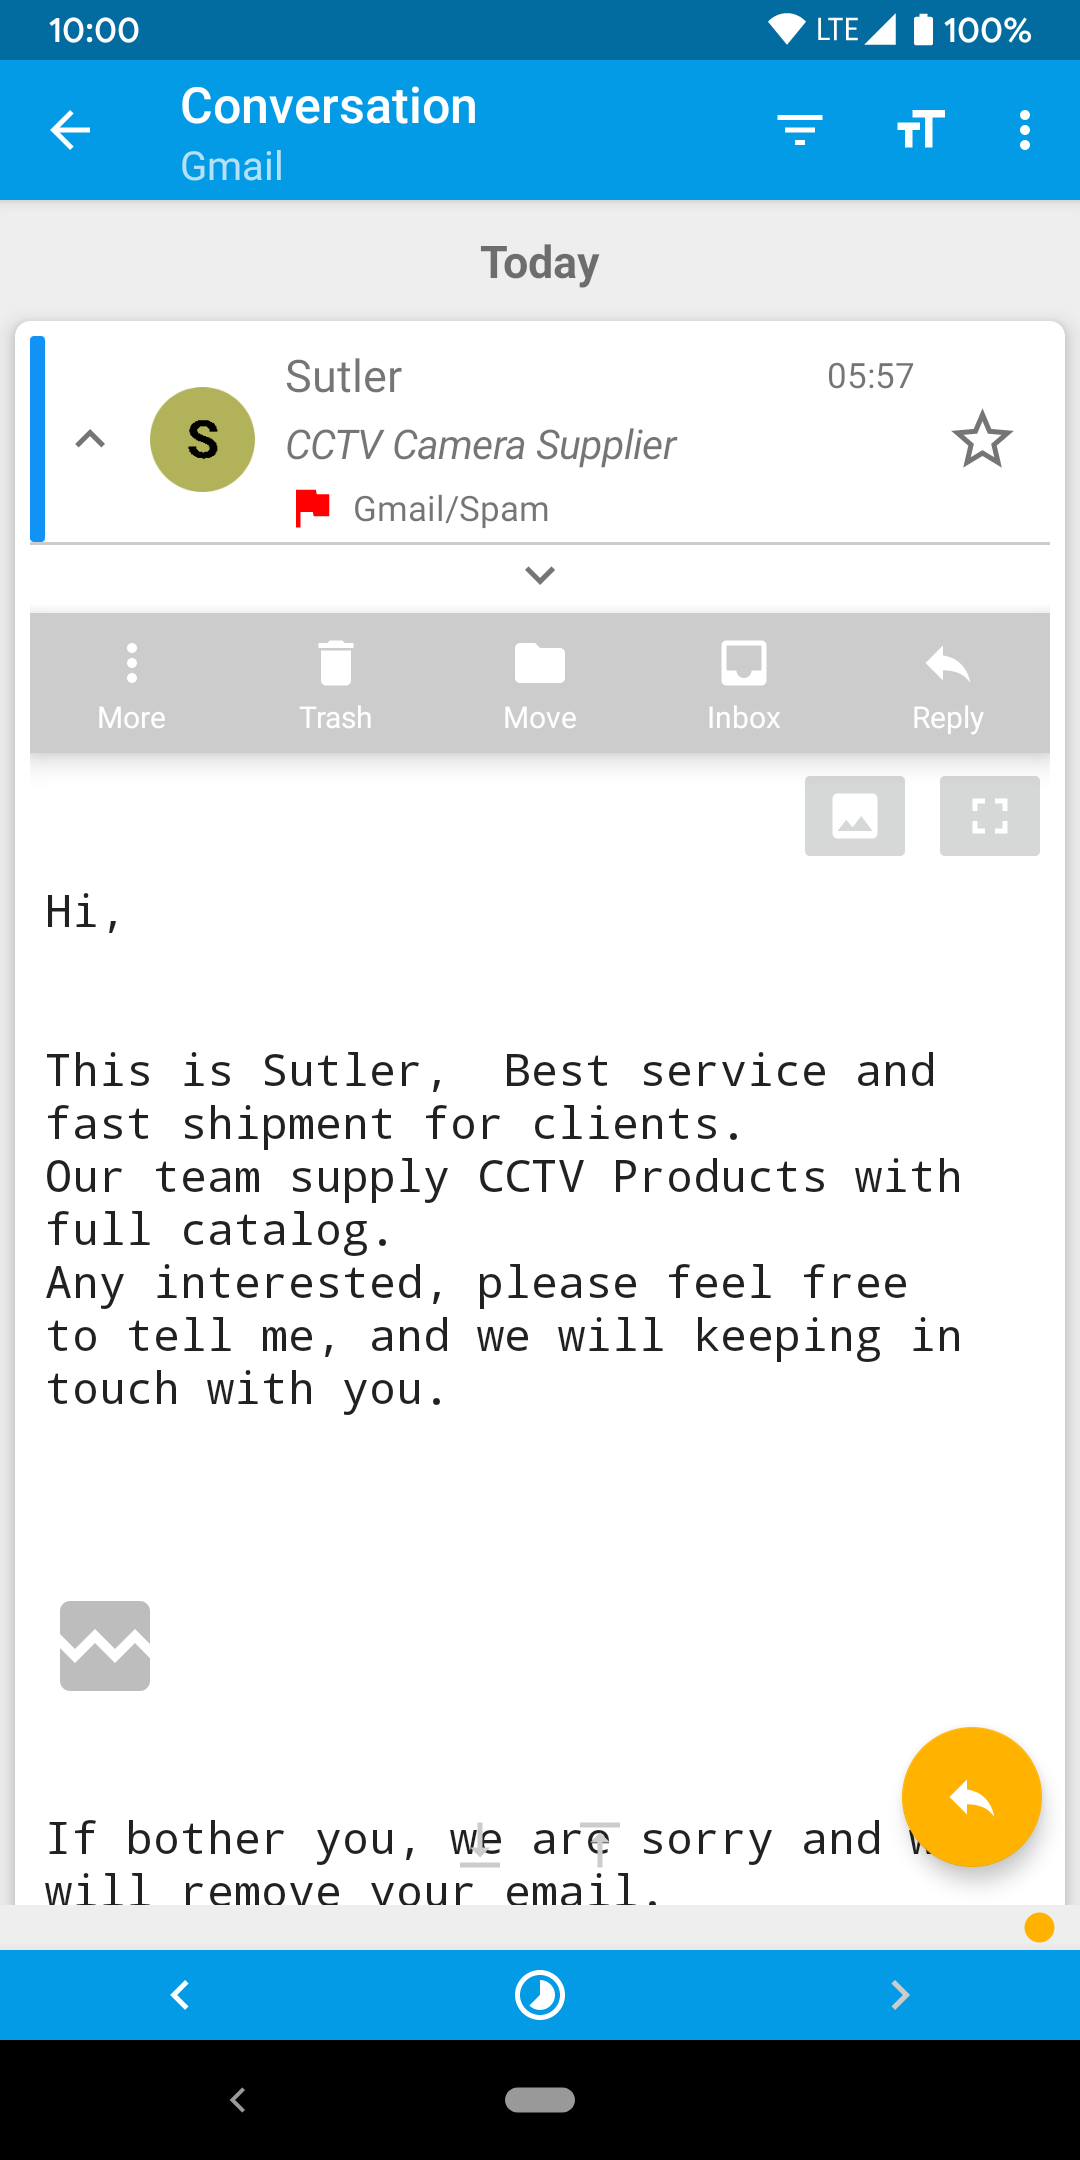 10:00
LTE 100%
Conversation
Gmail
Today
Sutler
05:57
S
CCTV Camera Supplier
Gmail/Spam
More
Trash
Move
Inbox
Reply
Hi,
This is Sutler,  Best service and
fast shipment for clients.
Our team supply CCTV Products with
full catalog.
Any interested, please feel free
to tell me, and we will keeping in
touch with you.
If bother you, we are sorry and
will remove your email.